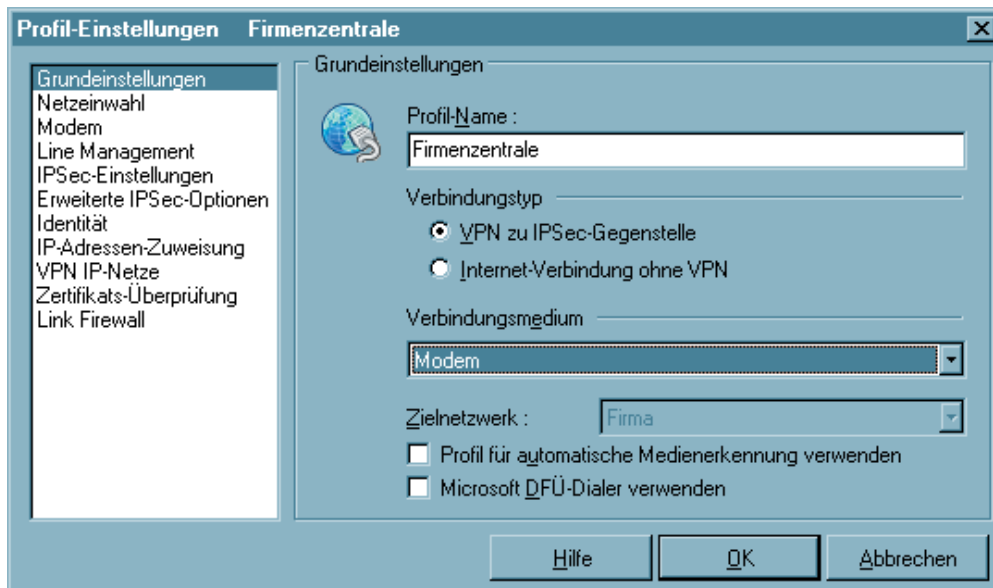 Profil-Einstellungen Firmenzentrale
Grundeinstellungen
Netzeinwahl
Modem
Line Management
IPSec-Einstellungen
Erweiterte IPSec-Optionen
Identität
IP-Adressen-Zuweisung
VPN IP-Netze
Zertifikats-Überprüfung
Link Firewall
Grundeinstellungen
Profil-Name :
Firmenzentrale
Verbindungstyp
VPN zu IPSec-Gegenstelle
Internet-Verbindung ohne VPN
Verbindungsmedium
Modem
Zielnetzwerk : Firma
Profil für automatische Medienerkennung verwenden
Microsoft DFÜ-Dialer verwenden
Hilfe OK Abbrechen